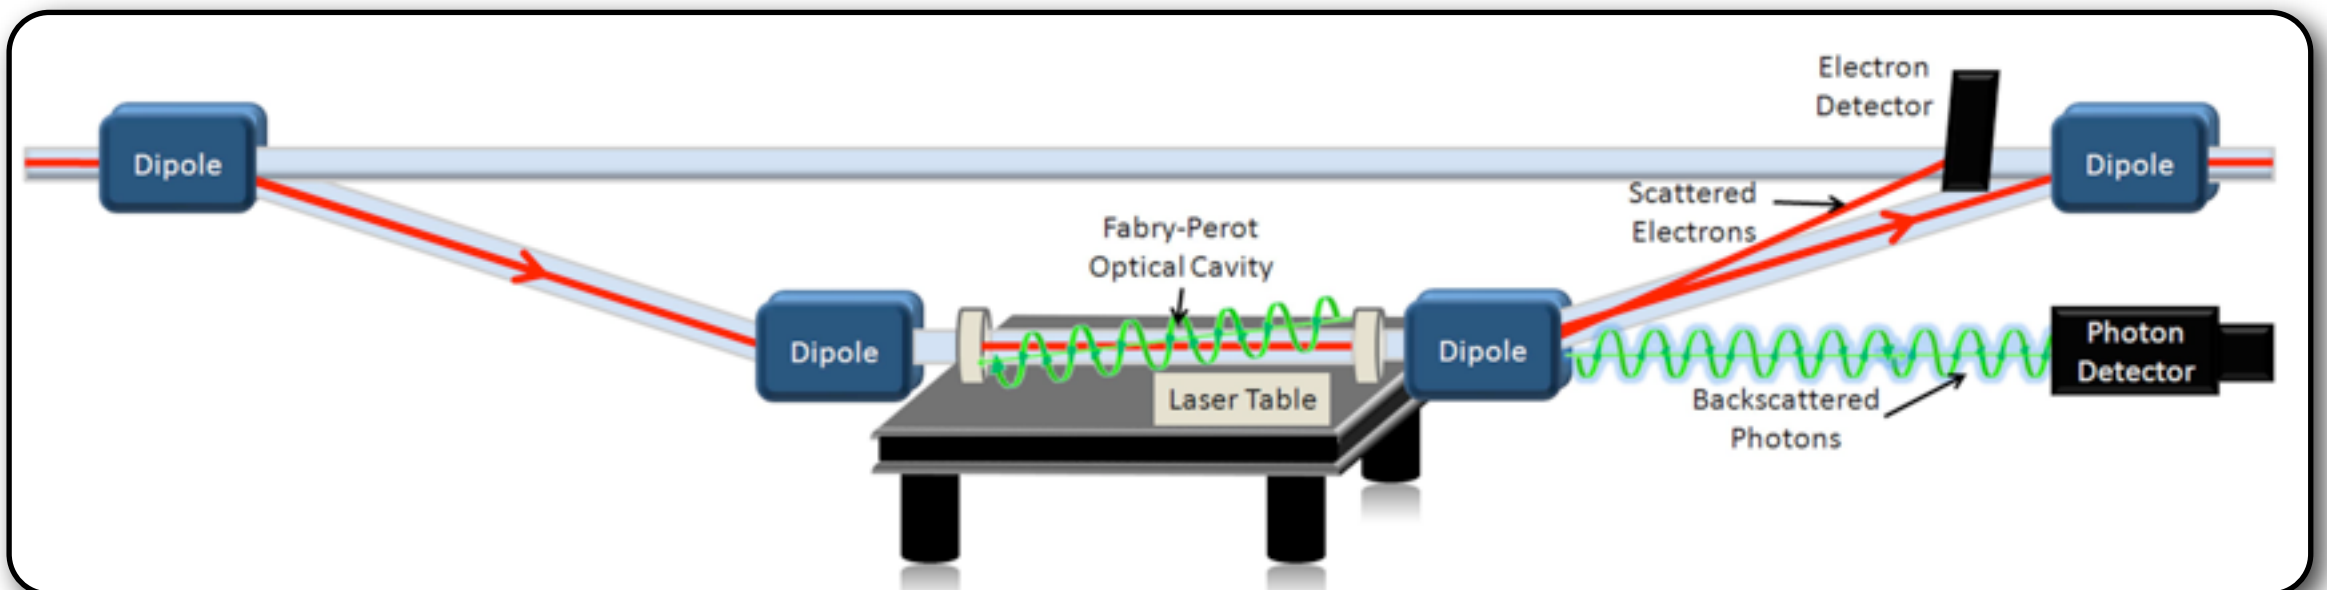 Electron
Detector
Dipole
Dipole
Scattered
Electrons
Fabry-Perot
Optical Cavity
Dipole
Dipole
Photon
Detector
Laser Table
Backscattered
Photons